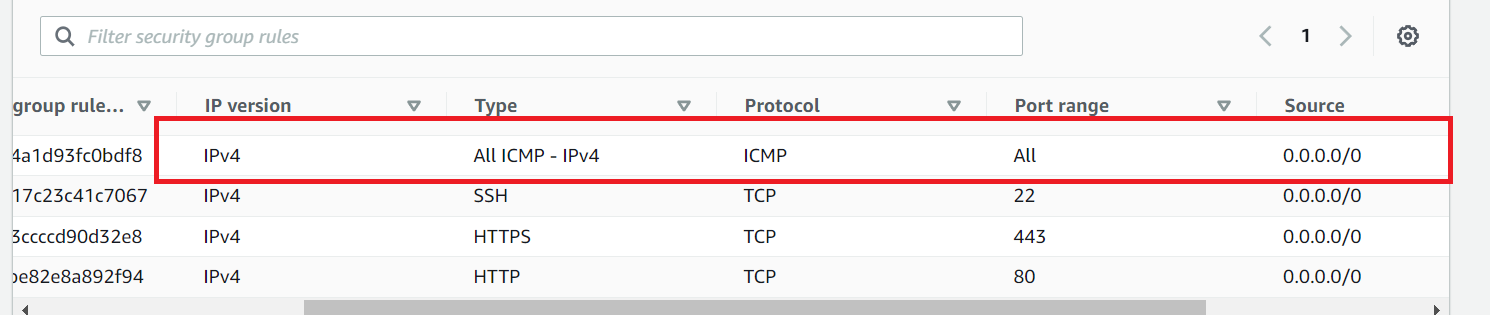 Filter security group rules
1
group rule... IP version Type Protocol Port range Source
4a1d93fc0bdf8 IPv4 All ICMP - IPv4 ICMP All 0.0.0.0/0
17c23c41c7067 IPv4 SSH TCP 22 0.0.0.0/0
3ccccd90d32e8 IPv4 HTTPS TCP 443 0.0.0.0/0
be82e8a892f94 IPv4 HTTP TCP 80 0.0.0.0/0